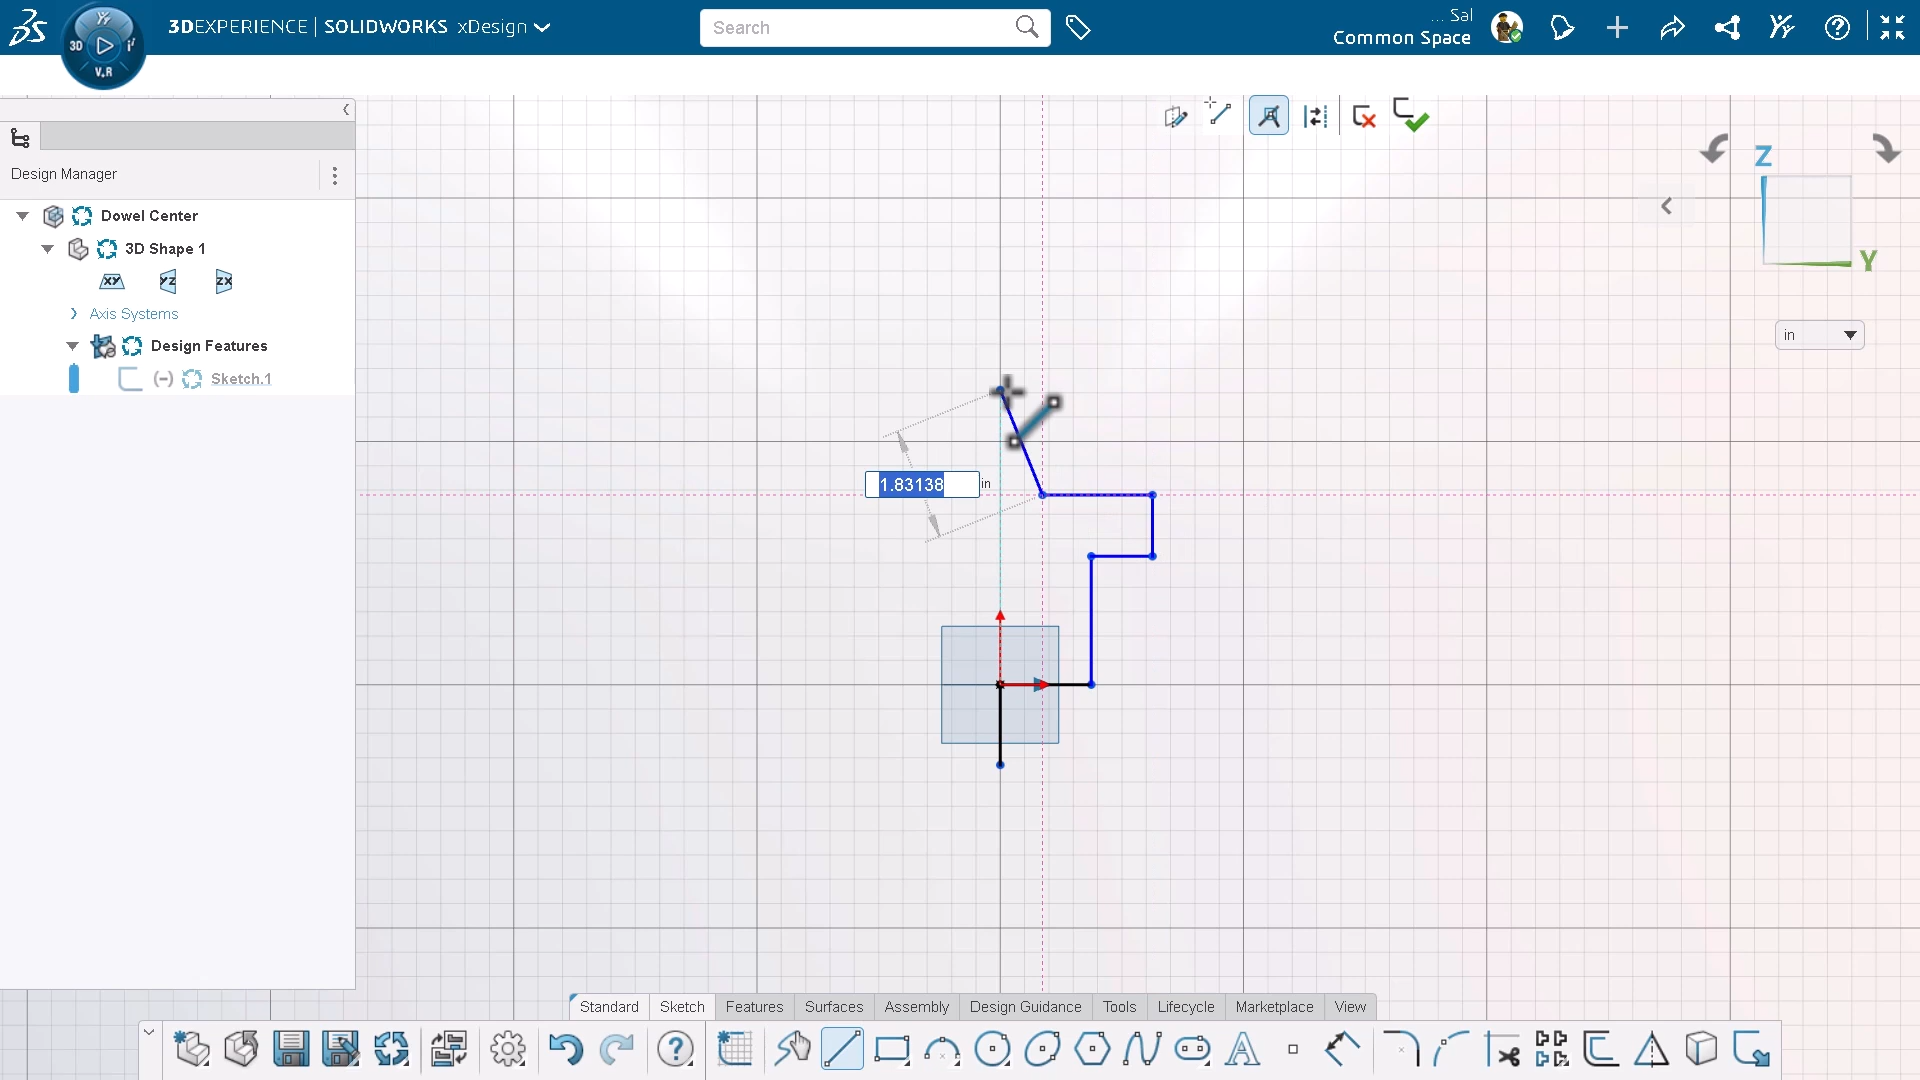 3DEXPERIENCE | SOLIDWORKS xDesign
Search
... Sal
Common Space
3D
V.R
Design Manager
Dowel Center
3D Shape 1
XY YZ ZX
Axis Systems
Design Features
(-) Sketch.1
Z
Y
in
1.83138 in
Standard Sketch Features Surfaces Assembly Design Guidance Tools Lifecycle Marketplace View